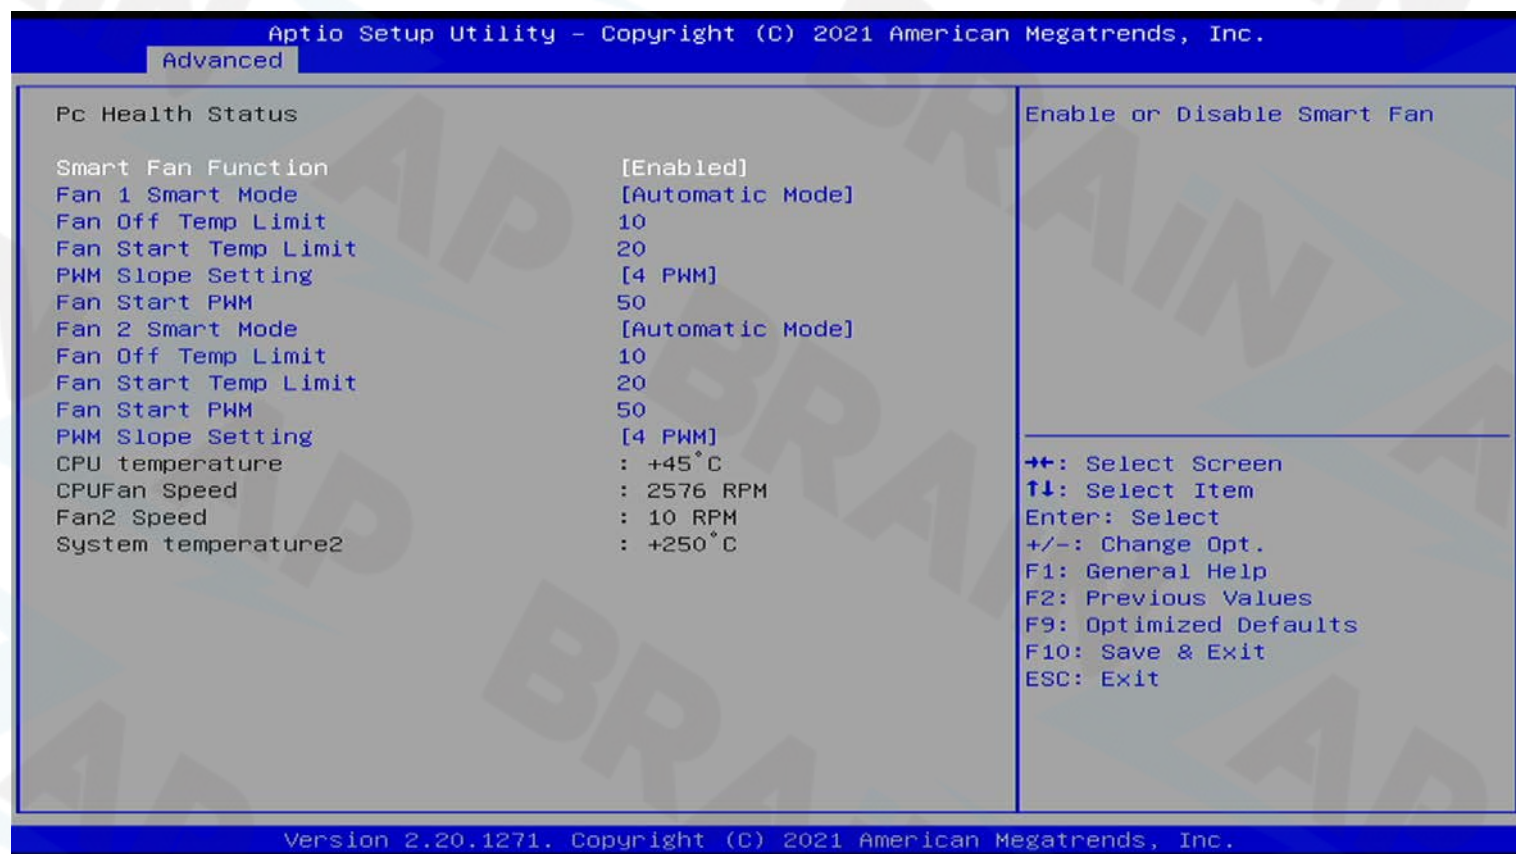 Aptio Setup Utility – Copyright (C) 2021 American Megatrends, Inc.
Advanced
Pc Health Status
Smart Fan Function [Enabled]
Fan 1 Smart Mode [Automatic Mode]
Fan Off Temp Limit 10
Fan Start Temp Limit 20
PWM Slope Setting [4 PWM]
Fan Start PWM 50
Fan 2 Smart Mode [Automatic Mode]
Fan Off Temp Limit 10
Fan Start Temp Limit 20
Fan Start PWM 50
PWM Slope Setting [4 PWM]
CPU temperature : +45˚C
CPUFan Speed : 2576 RPM
Fan2 Speed : 10 RPM
System temperature2 : +250˚C
Enable or Disable Smart Fan
→←: Select Screen
↑↓: Select Item
Enter: Select
+/-: Change Opt.
F1: General Help
F2: Previous Values
F9: Optimized Defaults
F10: Save & Exit
ESC: Exit
Version 2.20.1271. Copyright (C) 2021 American Megatrends, Inc.
BRAIN
AP
BRAIN
AP
BRAIN
AP